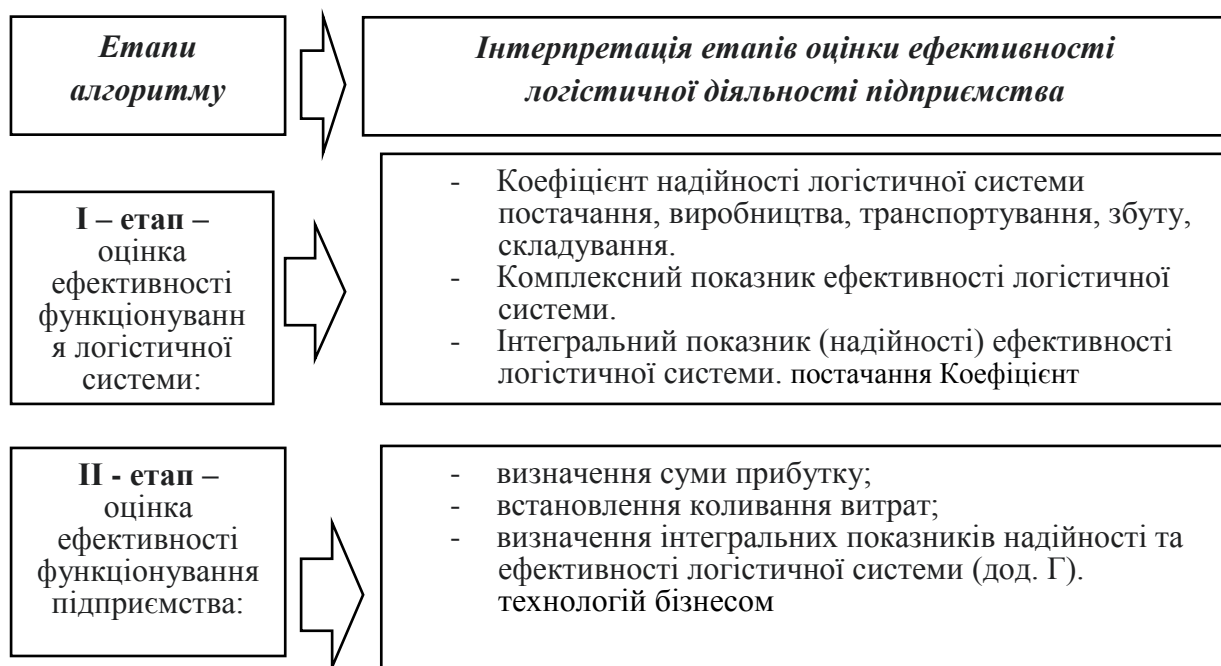 Етапи
алгоритму
Інтерпретація етапів оцінки ефективності
логістичної діяльності підприємства
І – етап –
оцінка
ефективності
функціонуванн
я логістичної
системи:
- Коефіцієнт надійності логістичної системи
постачання, виробництва, транспортування, збуту,
складування.
- Комплексний показник ефективності логістичної
системи.
- Інтегральний показник (надійності) ефективності
логістичної системи. постачання Коефіцієнт
ІІ - етап –
оцінка
ефективності
функціонування
підприємства:
- визначення суми прибутку;
- встановлення коливання витрат;
- визначення інтегральних показників надійності та
ефективності логістичної системи (дод. Г).
технологій бізнесом